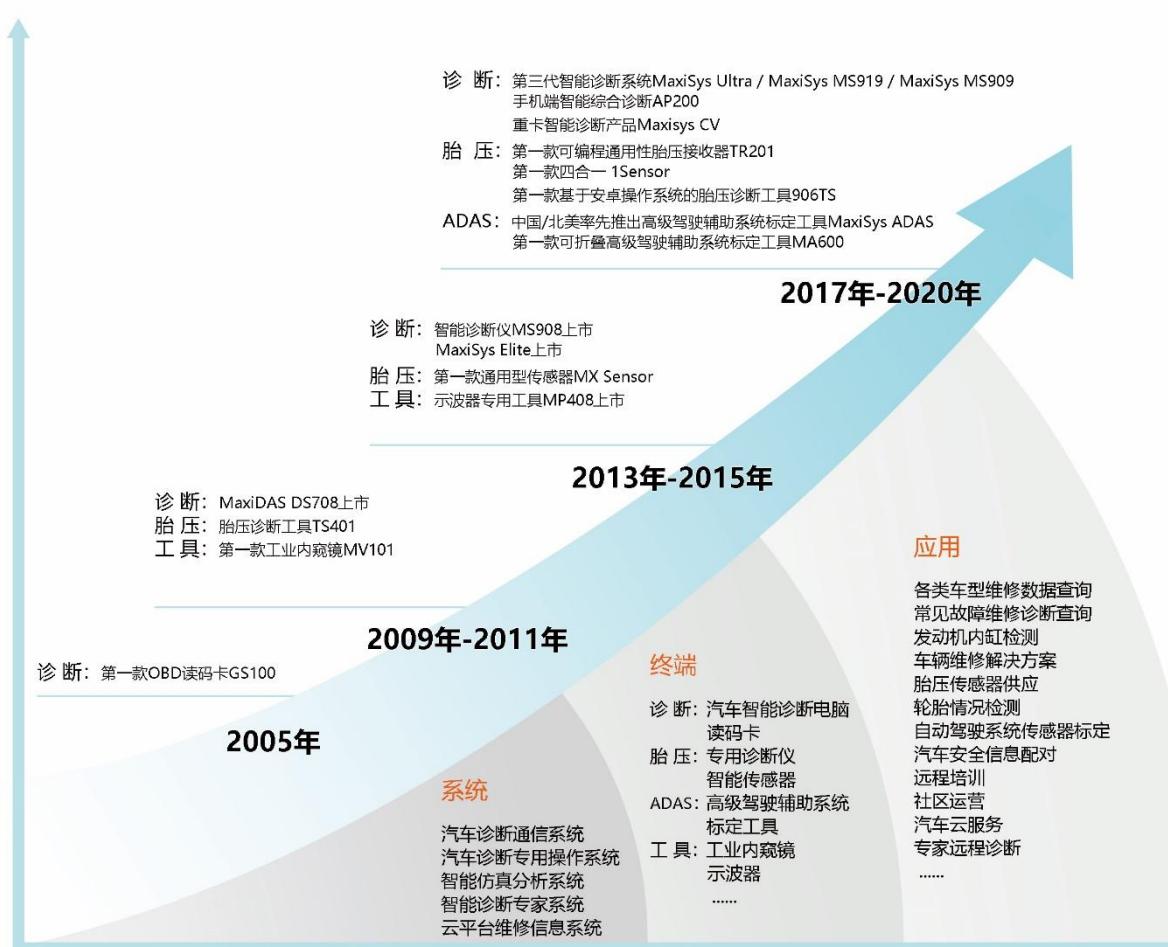 诊 断：第三代智能诊断系统MaxiSys Ultra / MaxiSys MS919 / MaxiSys MS909
手机端智能综合诊断AP200
重卡智能诊断产品Maxisys CV
胎 压：第一款可编程通用性胎压接收器TR201
第一款四合一 1Sensor
第一款基于安卓操作系统的胎压诊断工具906TS
ADAS：中国/北美率先推出高级驾驶辅助系统标定工具MaxiSys ADAS
第一款可折叠高级驾驶辅助系统标定工具MA600
2017年-2020年
诊 断：智能诊断仪MS908上市
MaxiSys Elite上市
胎 压：第一款通用型传感器MX Sensor
工 具：示波器专用工具MP408上市
2013年-2015年
诊 断：MaxiDAS DS708上市
胎 压：胎压诊断工具TS401
工 具：第一款工业内窥镜MV101
2009年-2011年
诊 断：第一款OBD读码卡GS100
2005年
系统
汽车诊断通信系统
汽车诊断专用操作系统
智能仿真分析系统
智能诊断专家系统
云平台维修信息系统
终端
诊 断：汽车智能诊断电脑
读码卡
胎 压：专用诊断仪
智能传感器
ADAS：高级驾驶辅助系统
标定工具
工 具：工业内窥镜
示波器
......
应用
各类车型维修数据查询
常见故障维修诊断查询
发动机内缸检测
车辆维修解决方案
胎压传感器供应
轮胎情况检测
自动驾驶系统传感器标定
汽车安全信息配对
远程培训
社区运营
汽车云服务
专家远程诊断
......